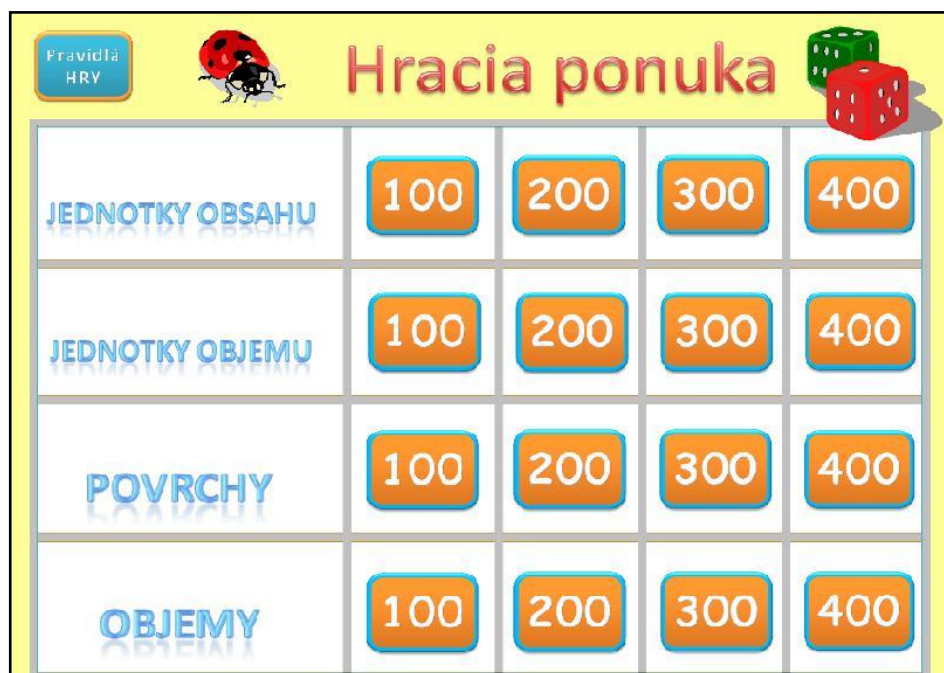 Pravidlá
HRY
Hracia ponuka
JEDNOTKY OBSAHU
100 200 300 400
JEDNOTKY OBJEMU
100 200 300 400
POVRCHY
100 200 300 400
OBJEMY
100 200 300 400